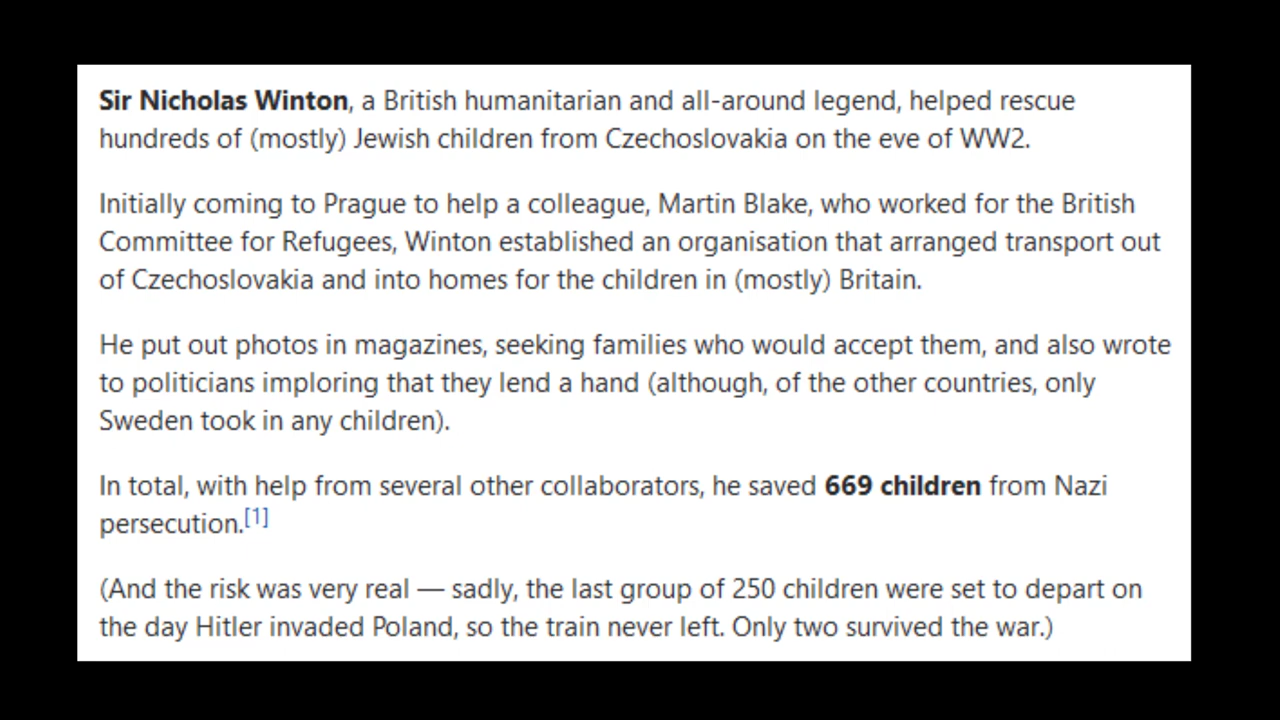 Sir Nicholas Winton, a British humanitarian and all-around legend, helped rescue
hundreds of (mostly) Jewish children from Czechoslovakia on the eve of WW2.
Initially coming to Prague to help a colleague, Martin Blake, who worked for the British
Committee for Refugees, Winton established an organisation that arranged transport out
of Czechoslovakia and into homes for the children in (mostly) Britain.
He put out photos in magazines, seeking families who would accept them, and also wrote
to politicians imploring that they lend a hand (although, of the other countries, only
Sweden took in any children).
In total, with help from several other collaborators, he saved 669 children from Nazi
persecution.[1]
(And the risk was very real — sadly, the last group of 250 children were set to depart on
the day Hitler invaded Poland, so the train never left. Only two survived the war.)